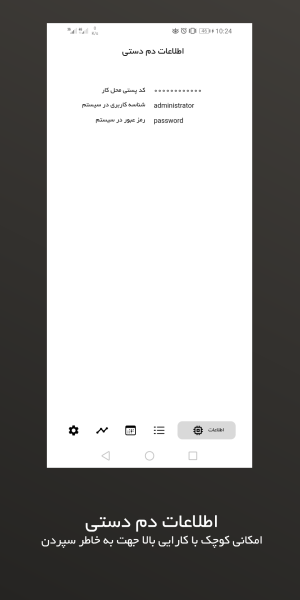 10:24
اطلاعات دم دستی
کد پستی محل کار ************
شناسه کاربری در سیستم administrator
رمز عبور در سیستم password
اطلاعات
اطلاعات دم دستی
امکانی کوچک با کارایی بالا جهت به خاطر سپردن